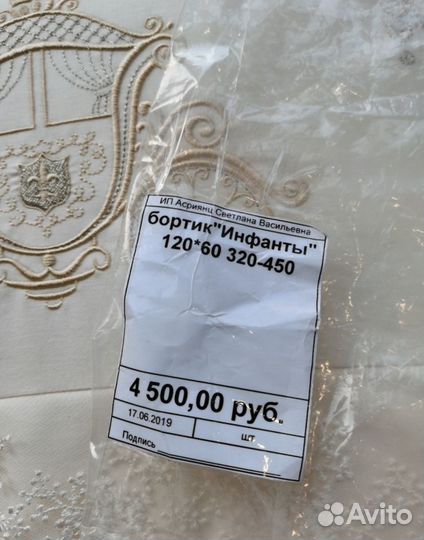 ИП Асриянц Светлана Васильевна
бортик"Инфанты"
120*60 320-450
4 500,00 руб.
17.06.2019
шт
Подпись
Avito